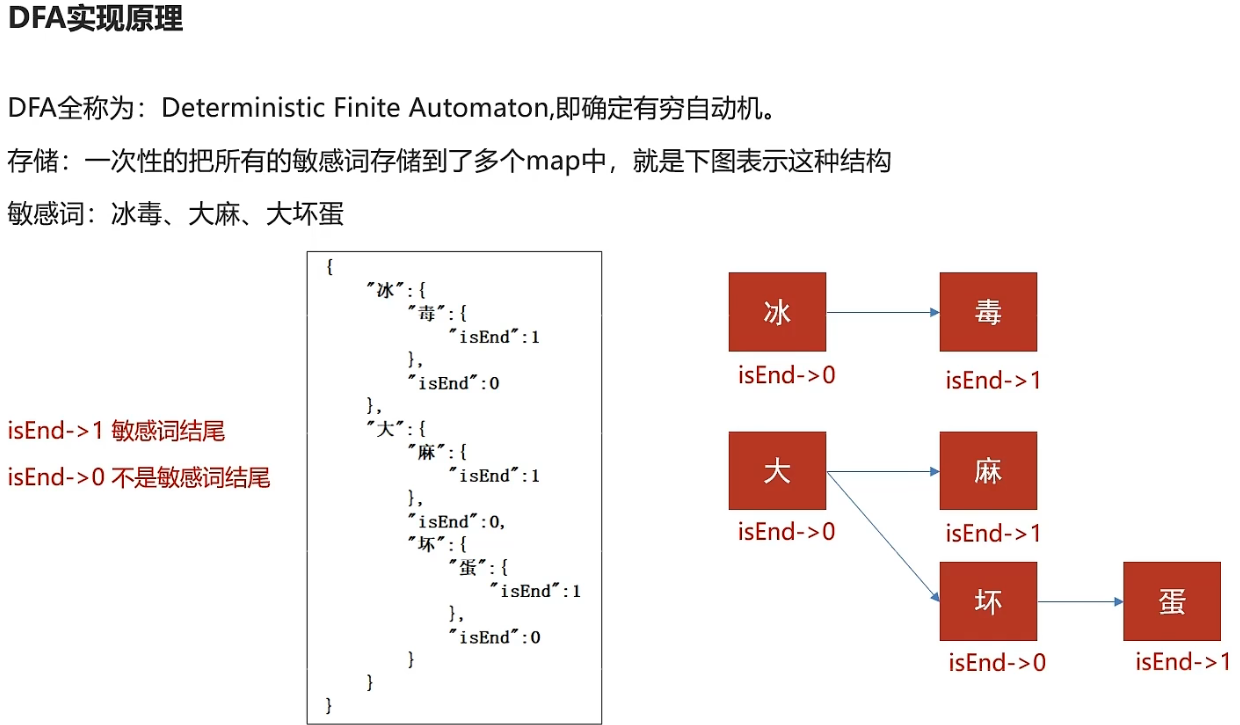 DFA实现原理
DFA全称为：Deterministic Finite Automaton,即确定有穷自动机。
存储：一次性的把所有的敏感词存储到了多个map中，就是下图表示这种结构
敏感词：冰毒、大麻、大坏蛋
isEnd->1 敏感词结尾
isEnd->0 不是敏感词结尾
{
"冰":{
"毒":{
"isEnd":1
},
"isEnd":0
},
"大":{
"麻":{
"isEnd":1
},
"isEnd":0,
"坏":{
"蛋":{
"isEnd":1
},
"isEnd":0
}
}
}
冰
毒
isEnd->0
isEnd->1
大
麻
isEnd->0
isEnd->1
坏
蛋
isEnd->0
isEnd->1